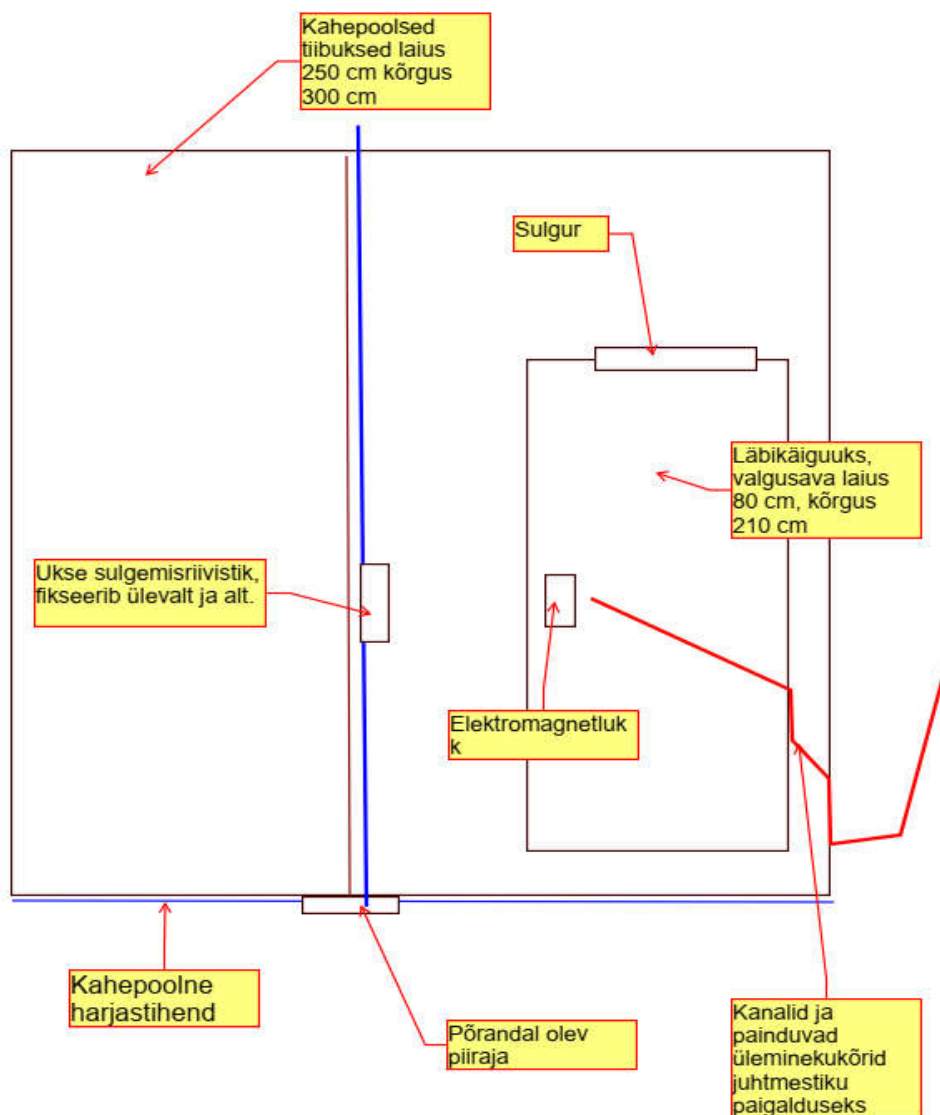 Kahepoolsed
tiibuksed laius
250 cm kõrgus
300 cm
Sulgur
Läbikäiguuks,
valgusava laius
80 cm, kõrgus
210 cm
Ukse sulgemisriivistik,
fikseerib ülevalt ja alt.
Elektromagnetluk
k
Kahepoolne
harjastihend
Põrandal olev
piiraja
Kanalid ja
painduvad
üleminekukõrid
juhtmestiku
paigalduseks